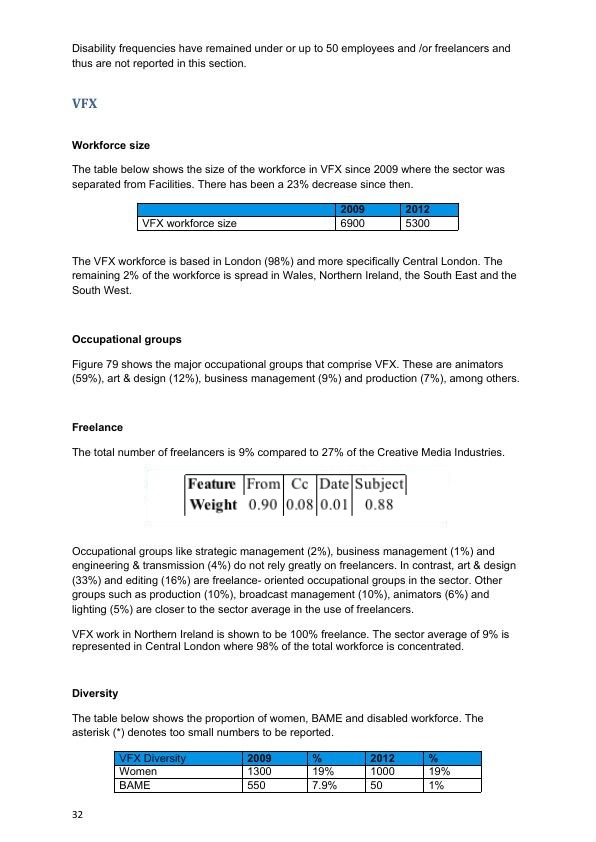 Disability frequencies have remained under or up to 50 employees and /or freelancers and
thus are not reported in this section.
VFX
Workforce size
The table below shows the size of the workforce in VFX since 2009 where the sector was
separated from Facilities. There has been a 23% decrease since then.
2009 2012
VFX workforce size 6900 5300
The VFX workforce is based in London (98%) and more specifically Central London. The
remaining 2% of the workforce is spread in Wales, Northern Ireland, the South East and the
South West.
Occupational groups
Figure 79 shows the major occupational groups that comprise VFX. These are animators
(59%), art & design (12%), business management (9%) and production (7%), among others.
Freelance
The total number of freelancers is 9% compared to 27% of the Creative Media Industries.
Feature From Cc Date Subject
Weight 0.90 0.08 0.01 0.88
Occupational groups like strategic management (2%), business management (1%) and
engineering & transmission (4%) do not rely greatly on freelancers. In contrast, art & design
(33%) and editing (16%) are freelance- oriented occupational groups in the sector. Other
groups such as production (10%), broadcast management (10%), animators (6%) and
lighting (5%) are closer to the sector average in the use of freelancers.
VFX work in Northern Ireland is shown to be 100% freelance. The sector average of 9% is
represented in Central London where 98% of the total workforce is concentrated.
Diversity
The table below shows the proportion of women, BAME and disabled workforce. The
asterisk (*) denotes too small numbers to be reported.
VFX Diversity 2009 % 2012 %
Women 1300 19% 1000 19%
BAME 550 7.9% 50 1%
32